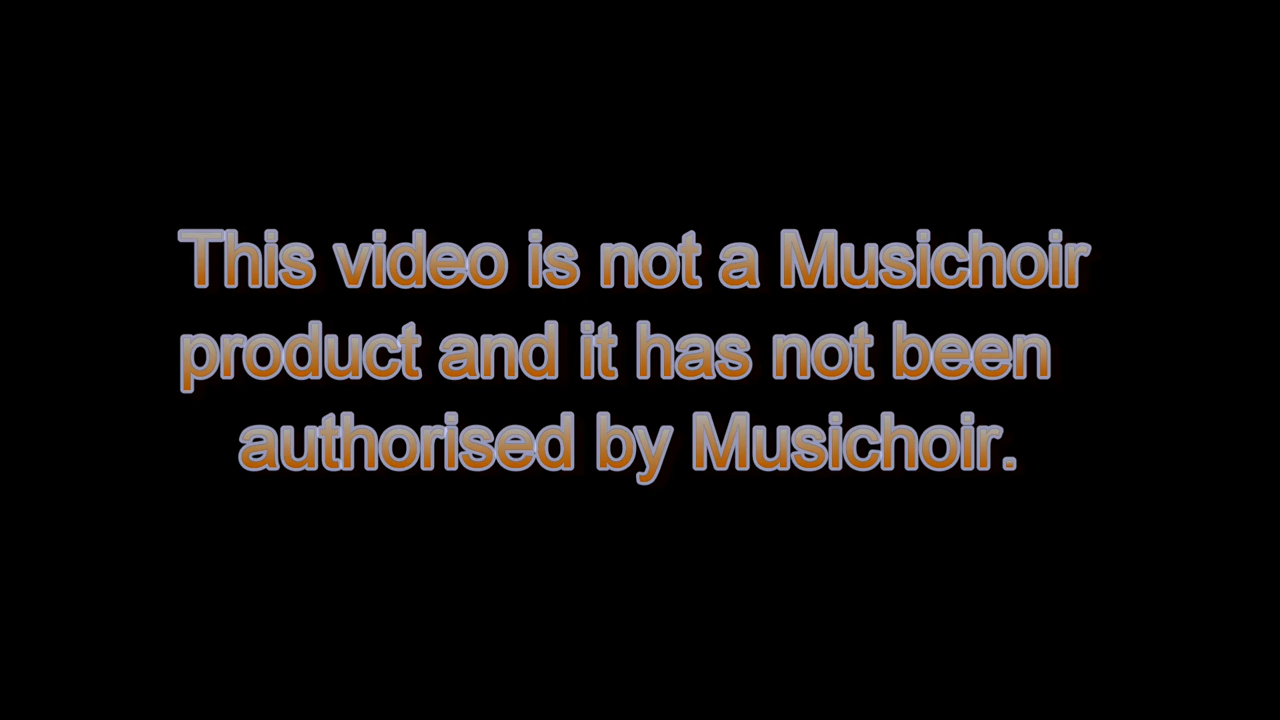 This video is not a Musichoir
product and it has not been
authorised by Musichoir.